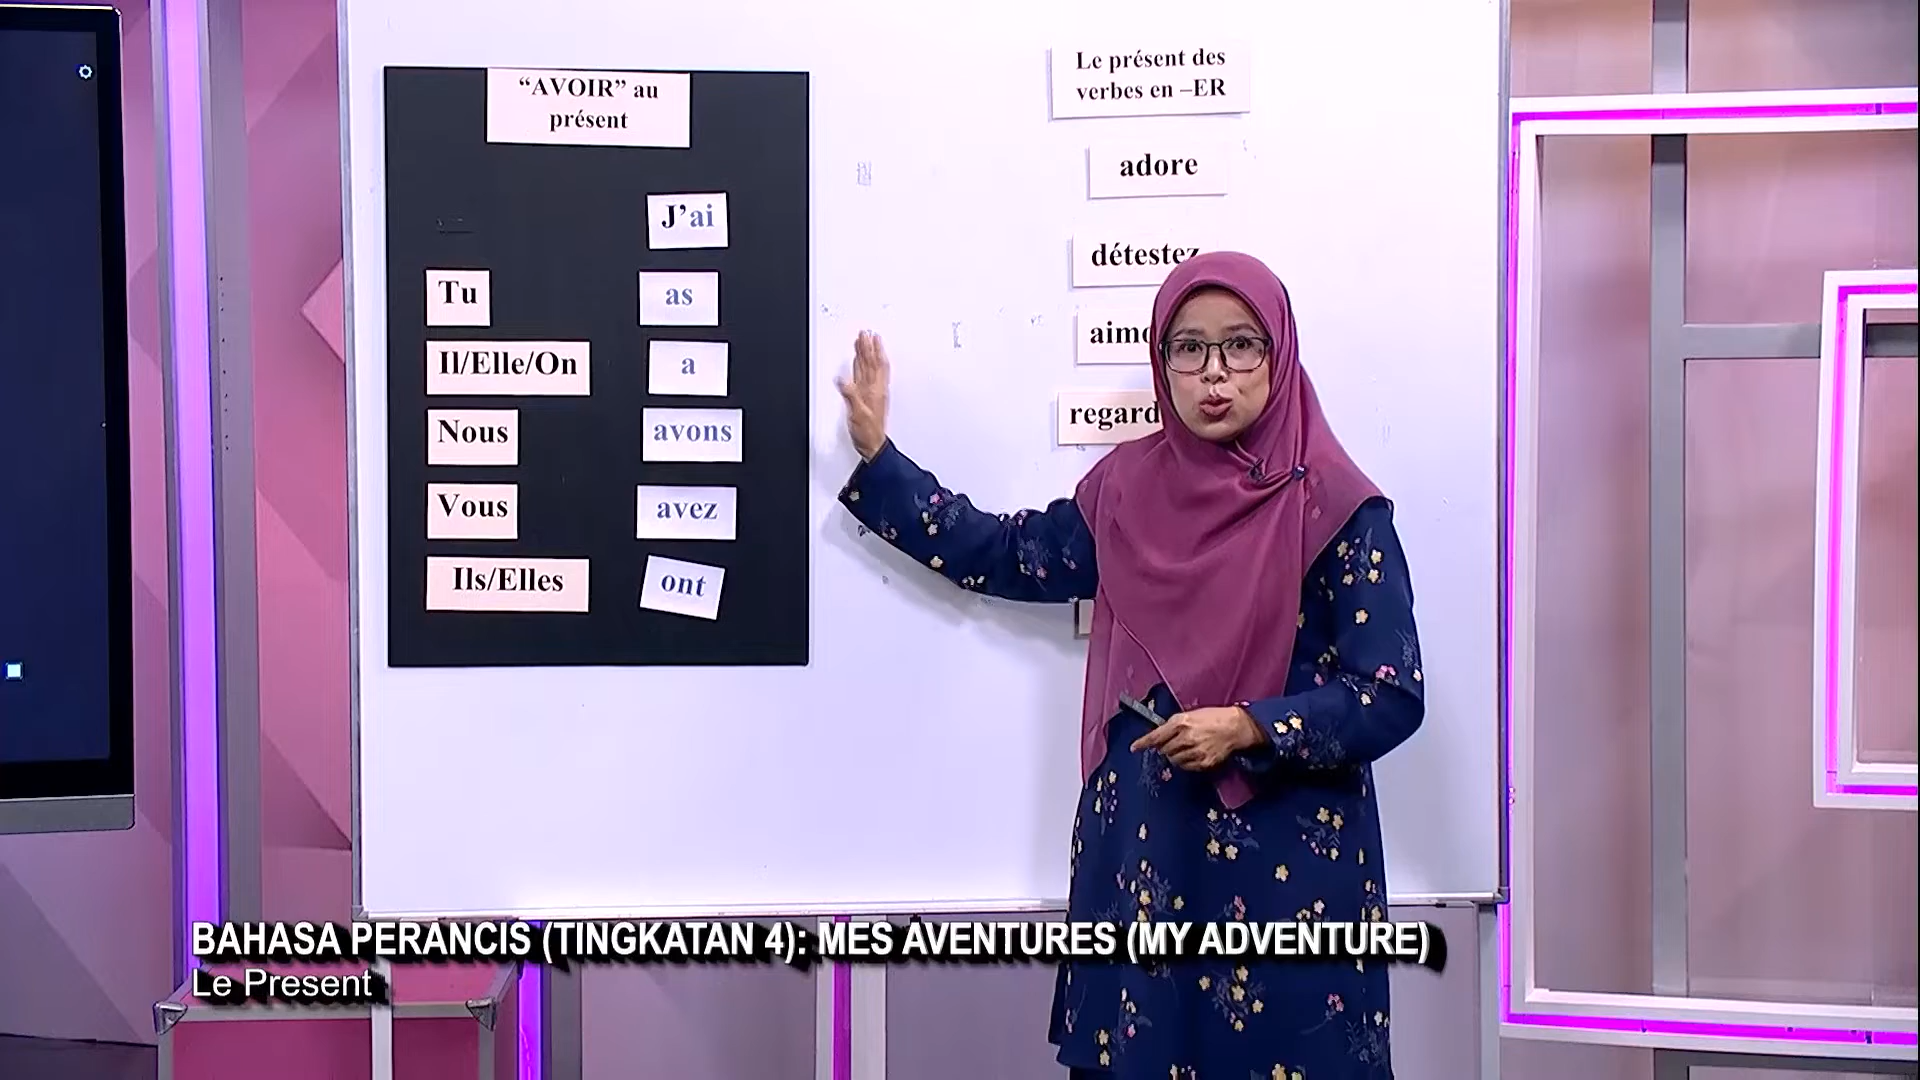 “AVOIR” au
présent
J’ai
Tu as
Il/Elle/On a
Nous avons
Vous avez
Ils/Elles ont
Le présent des
verbes en –ER
adore
détestez
BAHASA PERANCIS (TINGKATAN 4): MES AVENTURES (MY ADVENTURE)
Le Present